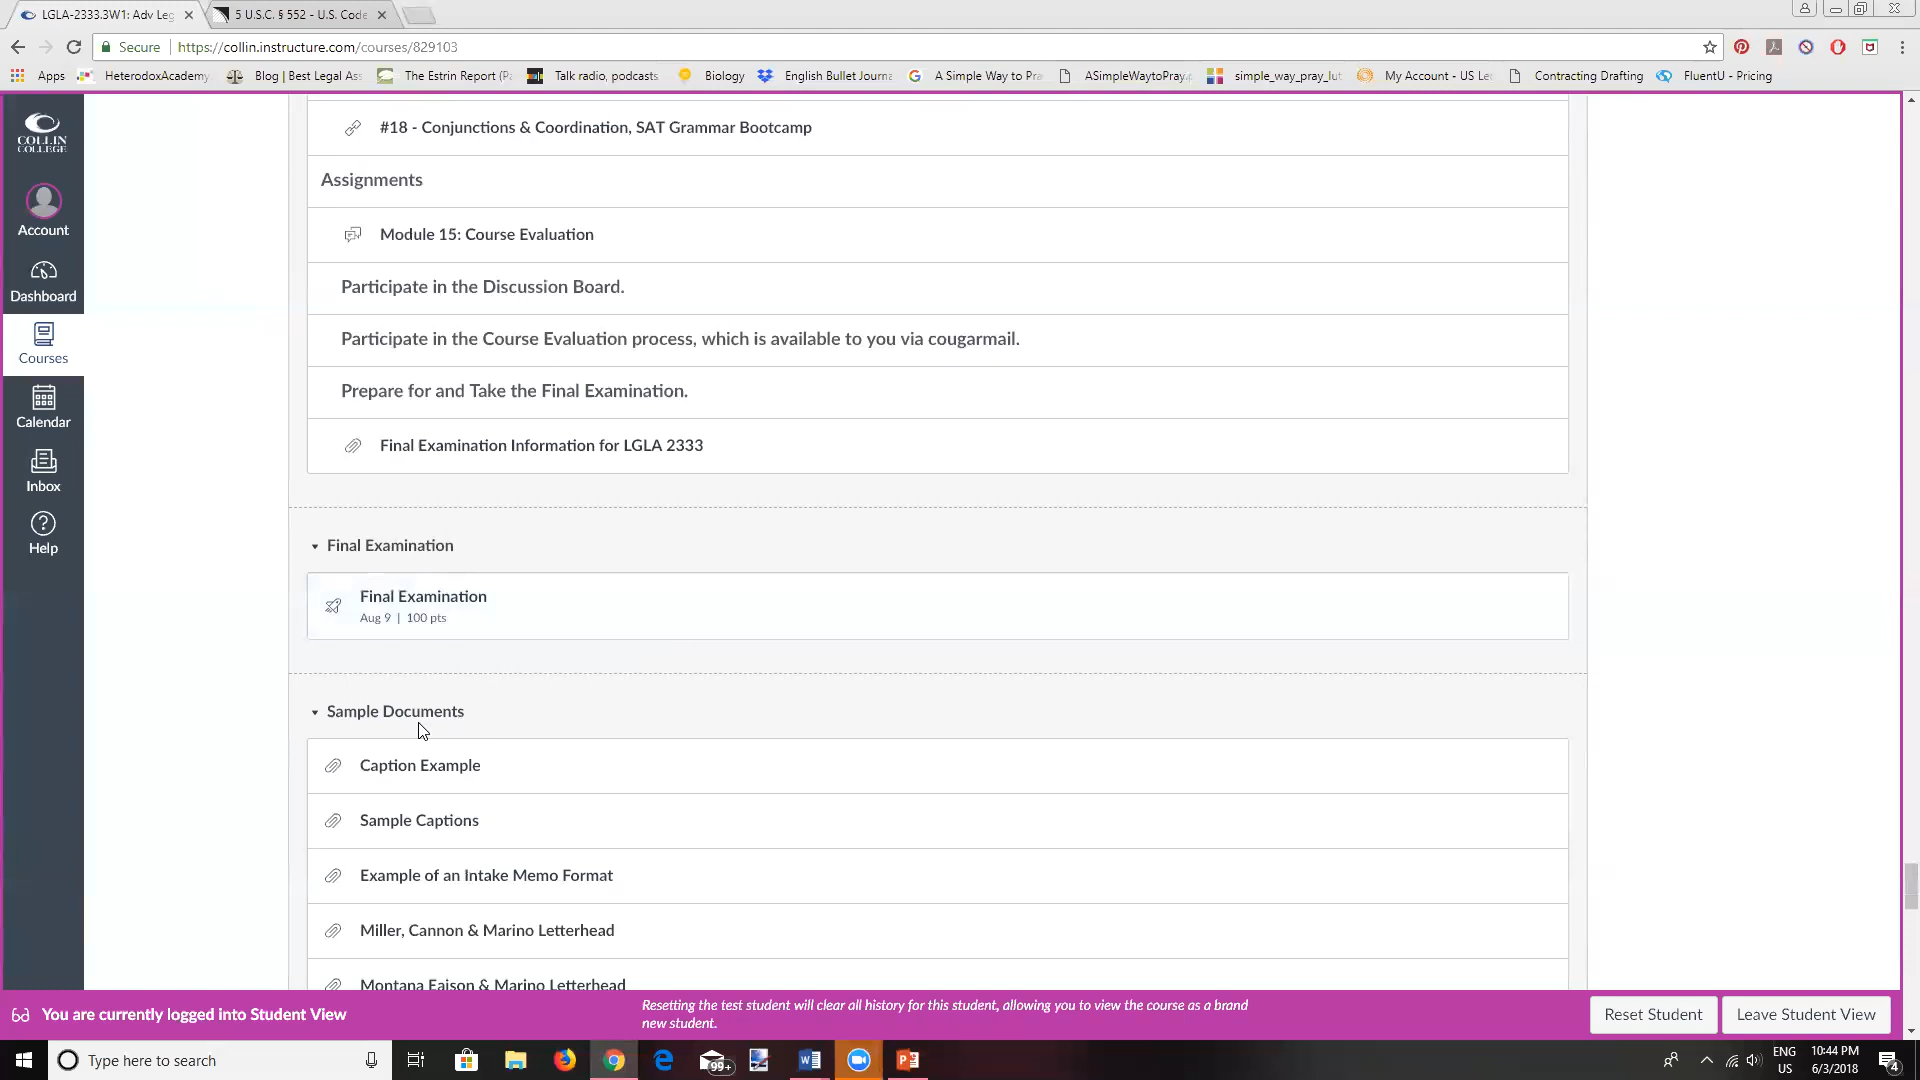 LGLA-2333.3W1: Adv Leg
5 U.S.C. § 552 - U.S. Code
Secure
https://collin.instructure.com/courses/829103
Apps
HeterodoxAcademy
Blog | Best Legal Ass
The Estrin Report (Pa
Talk radio, podcasts
Biology
English Bullet Journa
A Simple Way to Pra
ASimpleWaytoPray.
simple_way_pray_lut
My Account - US Le
Contracting Drafting
FluentU - Pricing
COLLIN
COLLEGE
Account
Dashboard
Courses
Calendar
Inbox
Help
#18 - Conjunctions & Coordination, SAT Grammar Bootcamp
Assignments
Module 15: Course Evaluation
Participate in the Discussion Board.
Participate in the Course Evaluation process, which is available to you via cougarmail.
Prepare for and Take the Final Examination.
Final Examination Information for LGLA 2333
Final Examination
Final Examination
Aug 9 | 100 pts
Sample Documents
Caption Example
Sample Captions
Example of an Intake Memo Format
Miller, Cannon & Marino Letterhead
Montana Eaison & Marino Letterhead
You are currently logged into Student View
Resetting the test student will clear all history for this student, allowing you to view the course as a brand
new student.
Reset Student
Leave Student View
Type here to search
99+
ENG
US
10:44 PM
6/3/2018
4